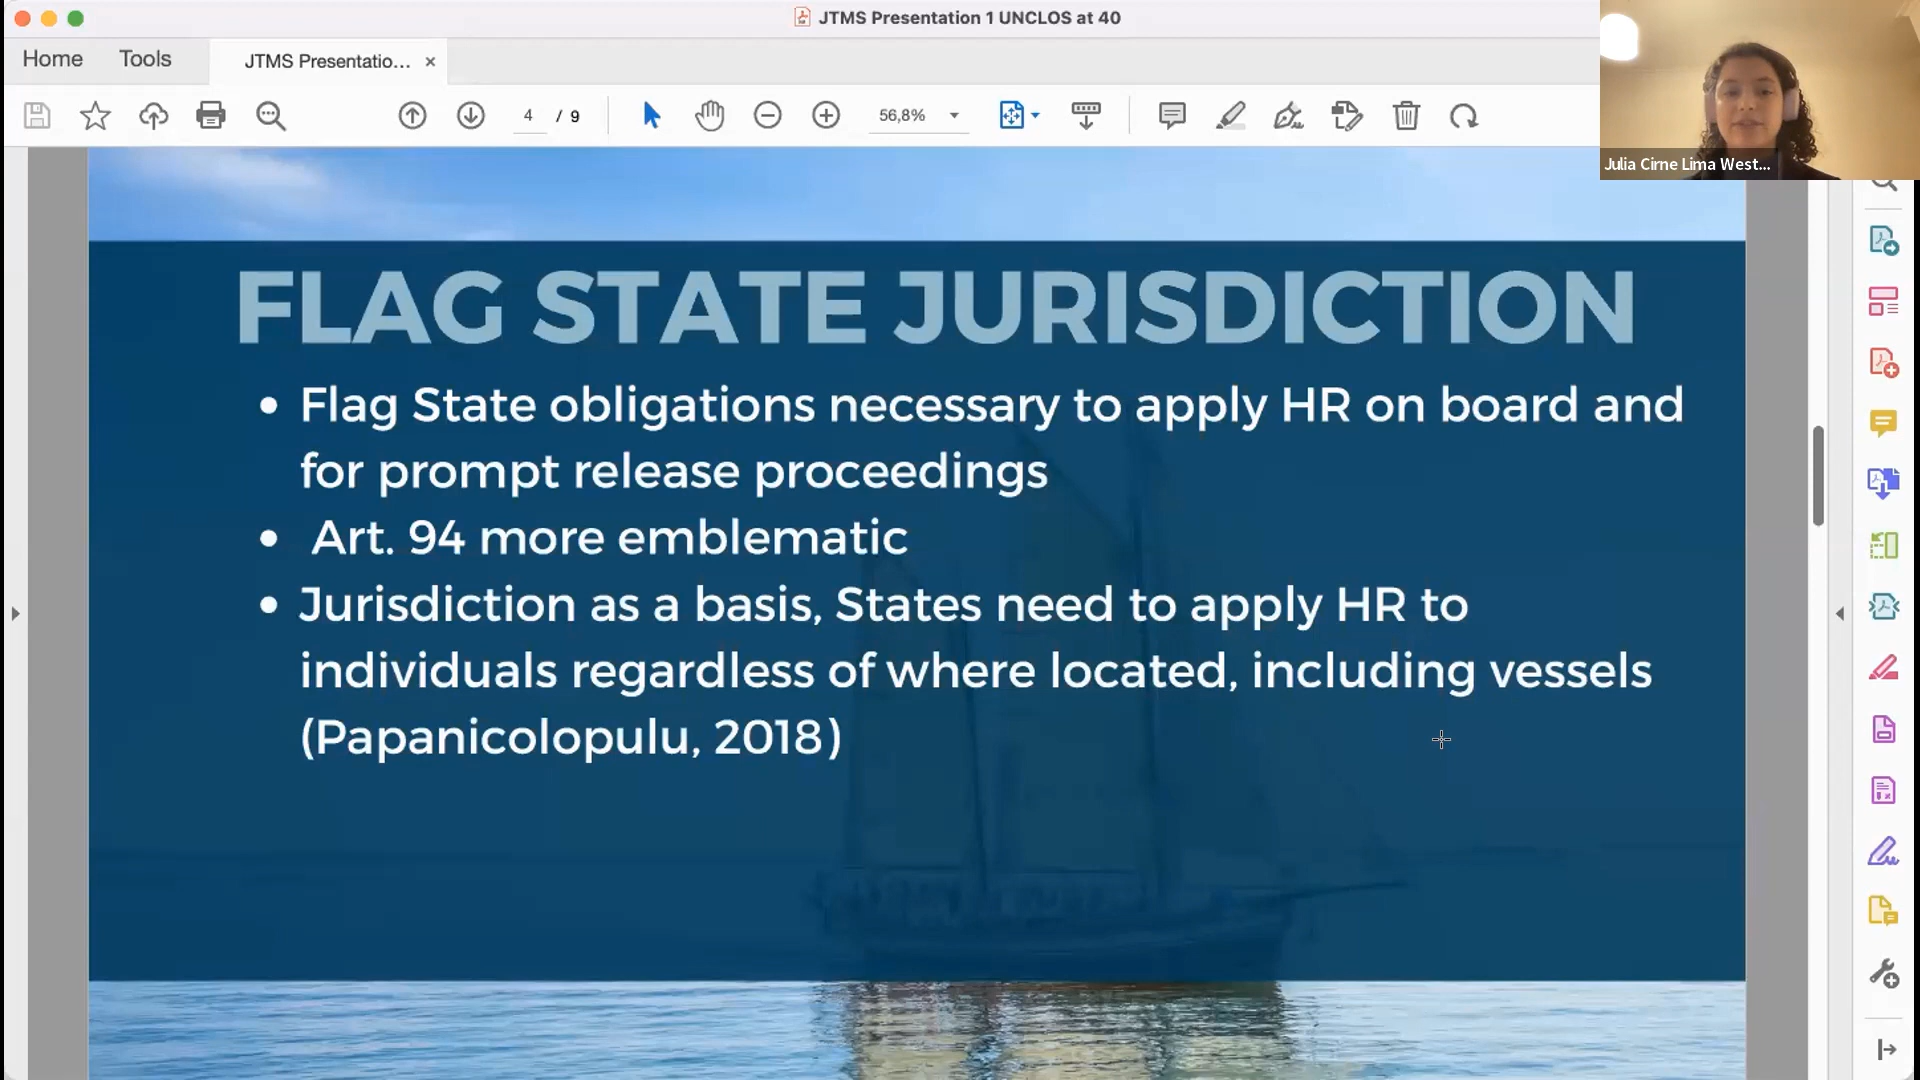 JTMS Presentation 1 UNCLOS at 40
Home Tools JTMS Presentatio...
4 / 9 56,8%
Julia Cirne Lima West...
FLAG STATE JURISDICTION
• Flag State obligations necessary to apply HR on board and
for prompt release proceedings
• Art. 94 more emblematic
• Jurisdiction as a basis, States need to apply HR to
individuals regardless of where located, including vessels
(Papanicolopulu, 2018)